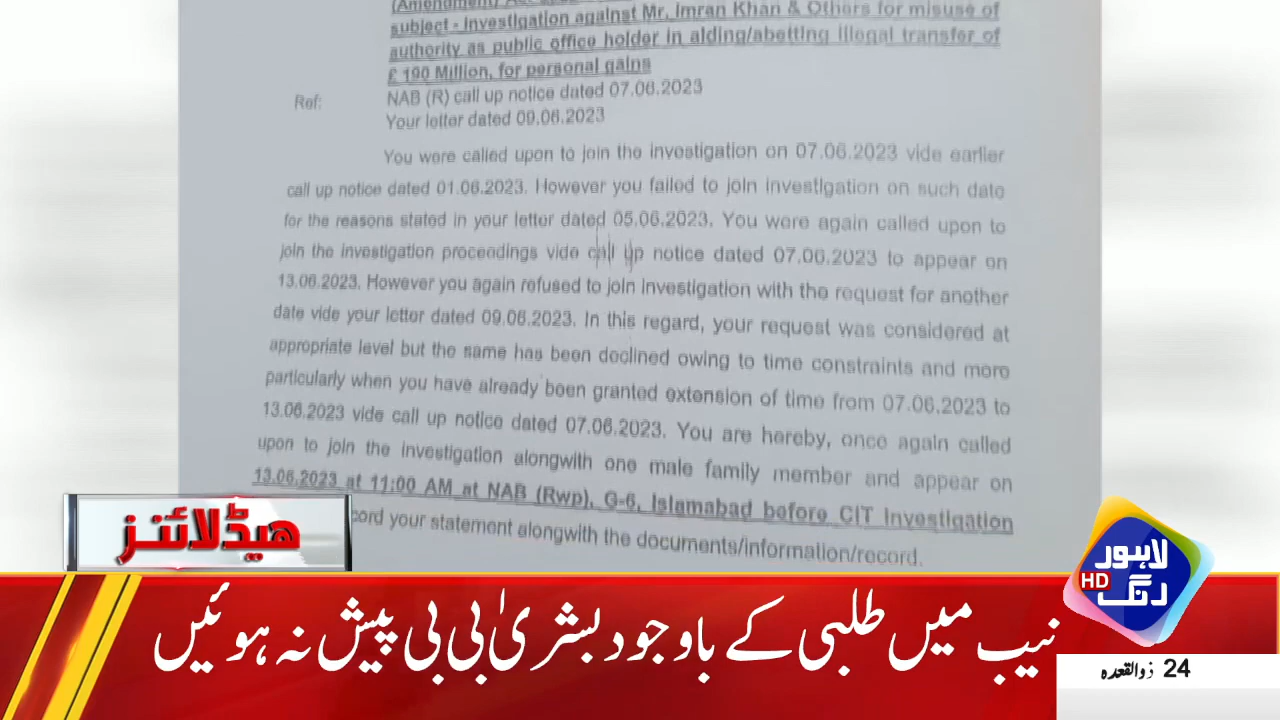 subject - Investigation against Mr. Imran Khan & Others for misuse of
authority as public office holder in aiding/abetting illegal transfer of
£ 190 Million, for personal gains
Ref:
NAB (R) call up notice dated 07.06.2023
Your letter dated 09.06.2023
You were called upon to join the investigation on 07.06.2023 vide earlier
call up notice dated 01.06.2023. However you failed to join investigation on such date
for the reasons stated in your letter dated 05.06.2023. You were again called upon to
join the investigation proceedings vide call up notice dated 07.06.2023 to appear on
13.06.2023. However you again refused to join investigation with the request for another
date vide your letter dated 09.06.2023. In this regard, your request was considered at
appropriate level but the same has been declined owing to time constraints and more
particularly when you have already been granted extension of time from 07.06.2023 to
13.06.2023 vide call up notice dated 07.06.2023. You are hereby, once again called
upon to join the investigation alongwith one male family member and appear on
13.06.2023 at 11:00 AM at NAB (Rwp), G-6, Islamabad before CIT Investigation
your statement alongwith the documents/information/record.
ہیڈلائنز
لاہور
رنگ HD
نیب میں طلبی کے باوجود بشریٰ بی بی پیش نہ ہوئیں
24 ذوالقعدہ